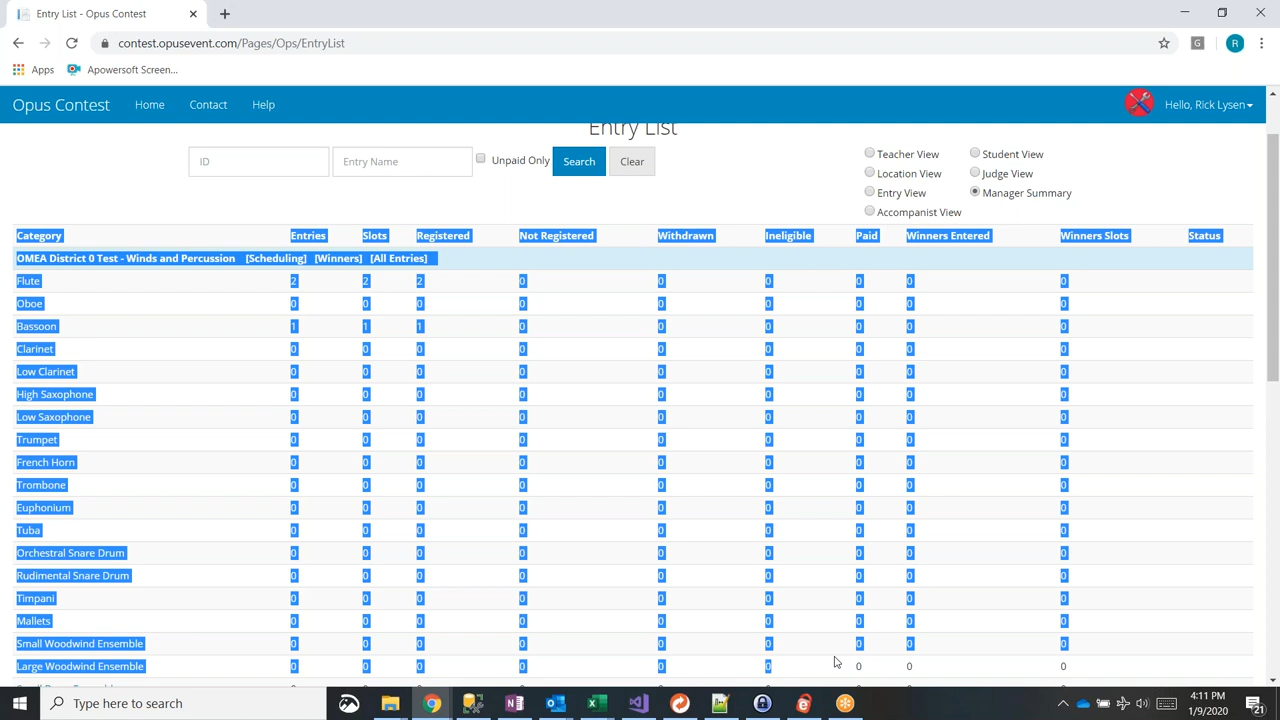 Entry List - Opus Contest
contest.opusevent.com/Pages/Ops/EntryList
G R
Apps Apowersoft Screen...
Opus Contest Home Contact Help Hello, Rick Lysen
Entry List
ID Entry Name Unpaid Only Search Clear
Teacher View Student View
Location View Judge View
Entry View Manager Summary
Accompanist View
Category Entries Slots Registered Not Registered Withdrawn Ineligible Paid Winners Entered Winners Slots Status
OMEA District 0 Test - Winds and Percussion [Scheduling] [Winners] [All Entries]
Flute 2 2 2 0 0 0 0 0 0
Oboe 0 0 0 0 0 0 0 0 0
Bassoon 1 1 1 0 0 0 0 0 0
Clarinet 0 0 0 0 0 0 0 0 0
Low Clarinet 0 0 0 0 0 0 0 0 0
High Saxophone 0 0 0 0 0 0 0 0 0
Low Saxophone 0 0 0 0 0 0 0 0 0
Trumpet 0 0 0 0 0 0 0 0 0
French Horn 0 0 0 0 0 0 0 0 0
Trombone 0 0 0 0 0 0 0 0 0
Euphonium 0 0 0 0 0 0 0 0 0
Tuba 0 0 0 0 0 0 0 0 0
Orchestral Snare Drum 0 0 0 0 0 0 0 0 0
Rudimental Snare Drum 0 0 0 0 0 0 0 0 0
Timpani 0 0 0 0 0 0 0 0 0
Mallets 0 0 0 0 0 0 0 0 0
Small Woodwind Ensemble 0 0 0 0 0 0 0 0 0
Large Woodwind Ensemble 0 0 0 0 0 0 0 0 0
Type here to search
4:11 PM
1/9/2020
21